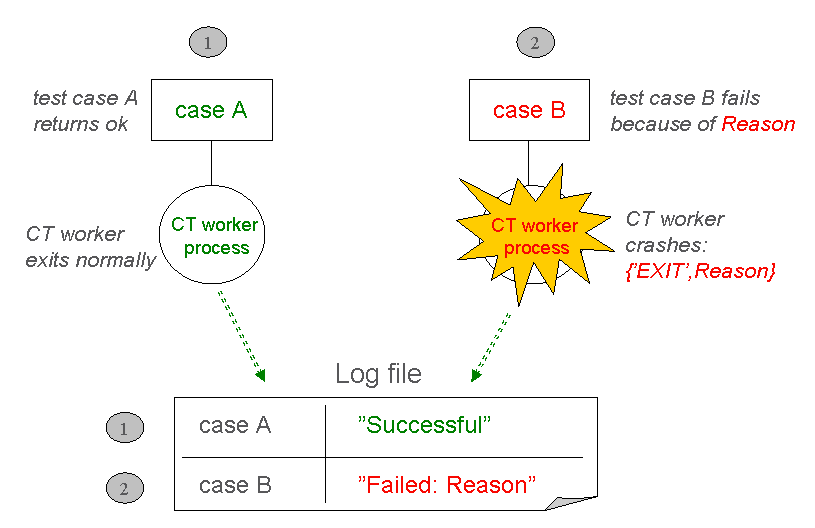 1
2
test case A
returns ok
case A
case B
test case B fails
because of Reason
CT worker
exits normally
CT worker
process
CT worker
process
CT worker
crashes:
{’EXIT’,Reason}
Log file
1
case A
”Successful”
2
case B
”Failed: Reason”